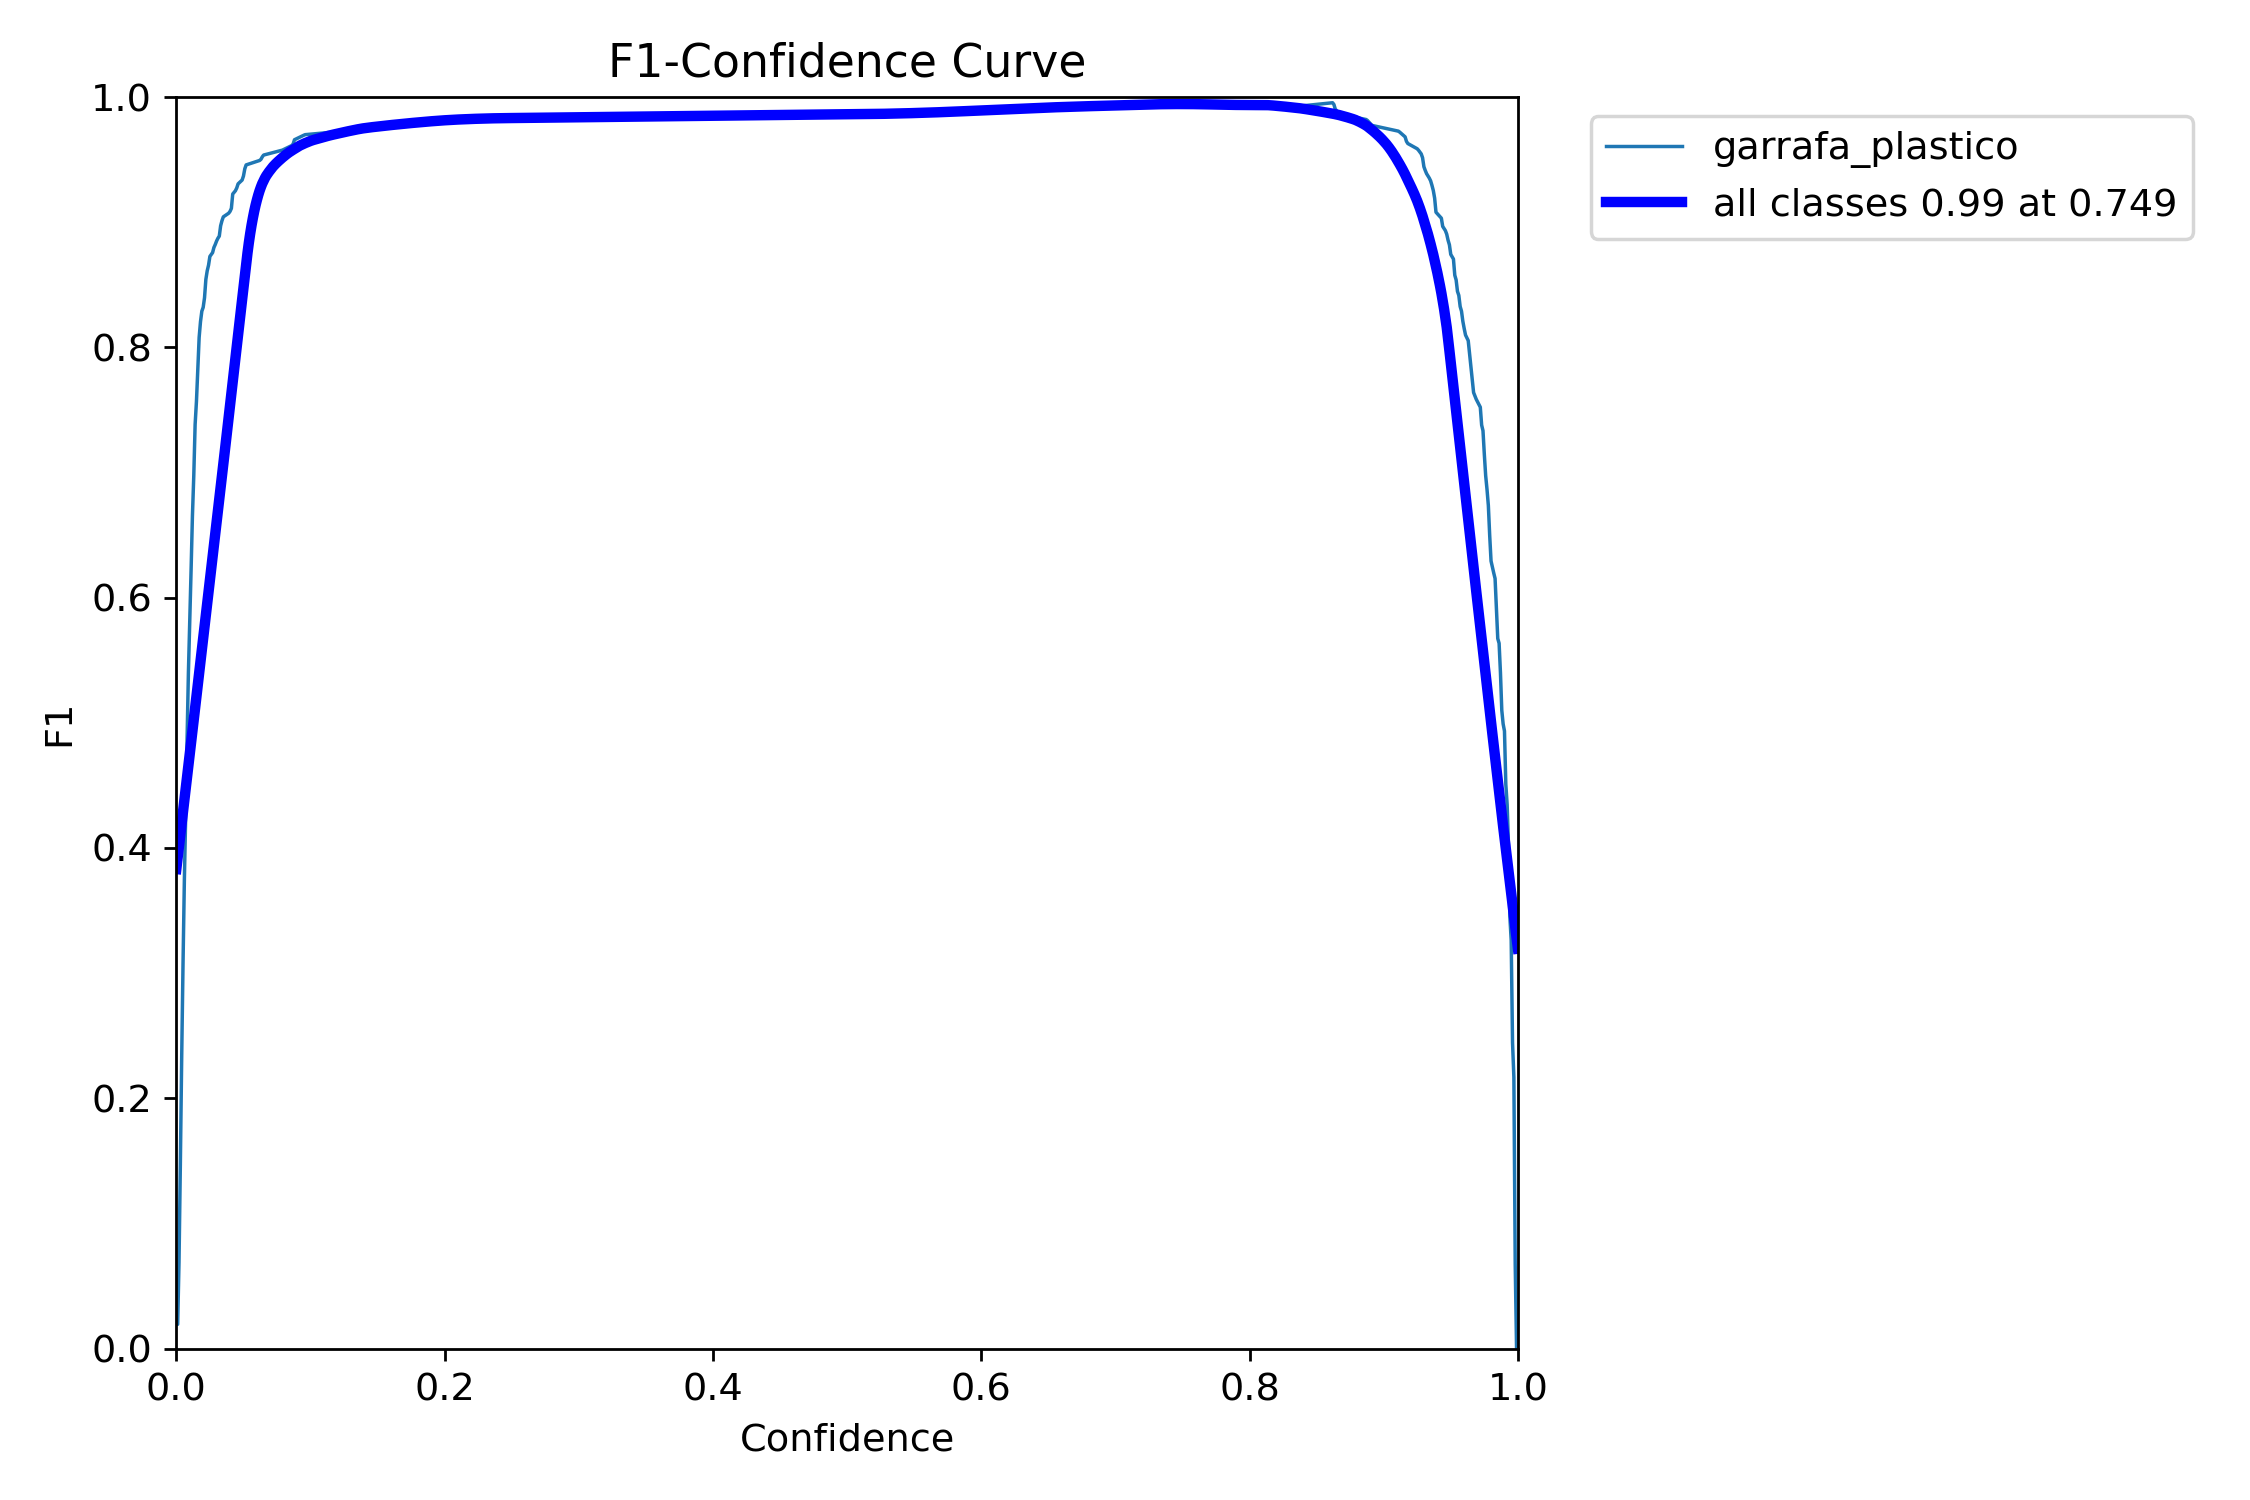 F1-Confidence Curve
garrafa_plastico
all classes 0.99 at 0.749
F1
1.0
0.8
0.6
0.4
0.2
0.0
0.0 0.2 0.4 0.6 0.8 1.0
Confidence